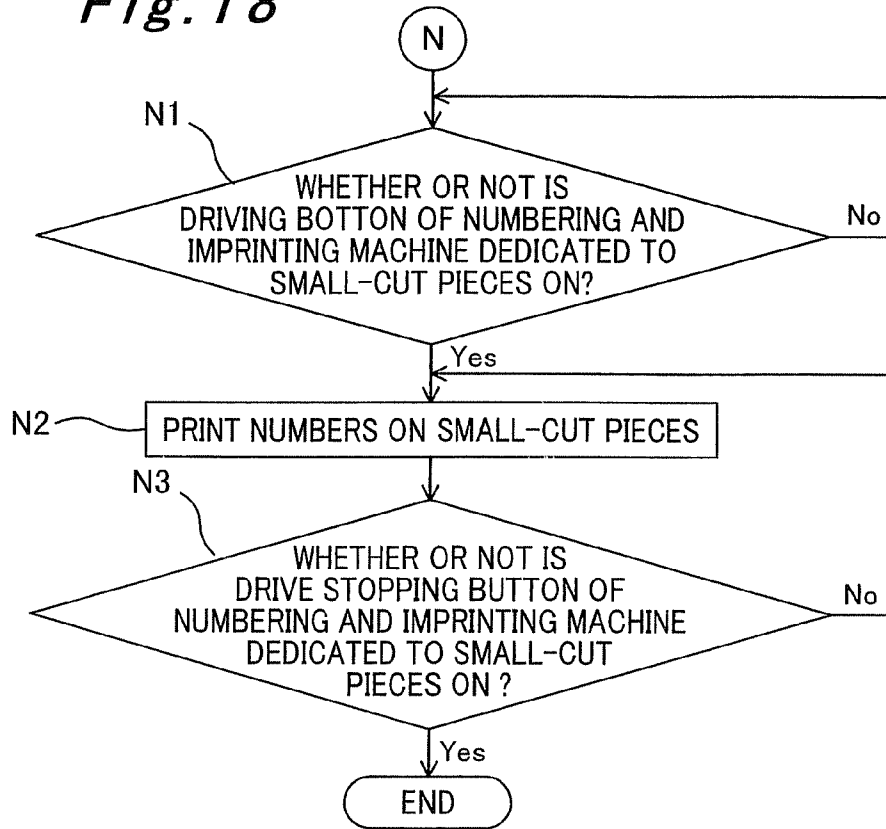 Fig. 18
N
N1
WHETHER OR NOT IS
DRIVING BOTTON OF NUMBERING AND
IMPRINTING MACHINE DEDICATED TO
SMALL-CUT PIECES ON?
No
Yes
N2
PRINT NUMBERS ON SMALL-CUT PIECES
N3
WHETHER OR NOT IS
DRIVE STOPPING BUTTON OF
NUMBERING AND IMPRINTING MACHINE
DEDICATED TO SMALL-CUT
PIECES ON ?
No
Yes
END